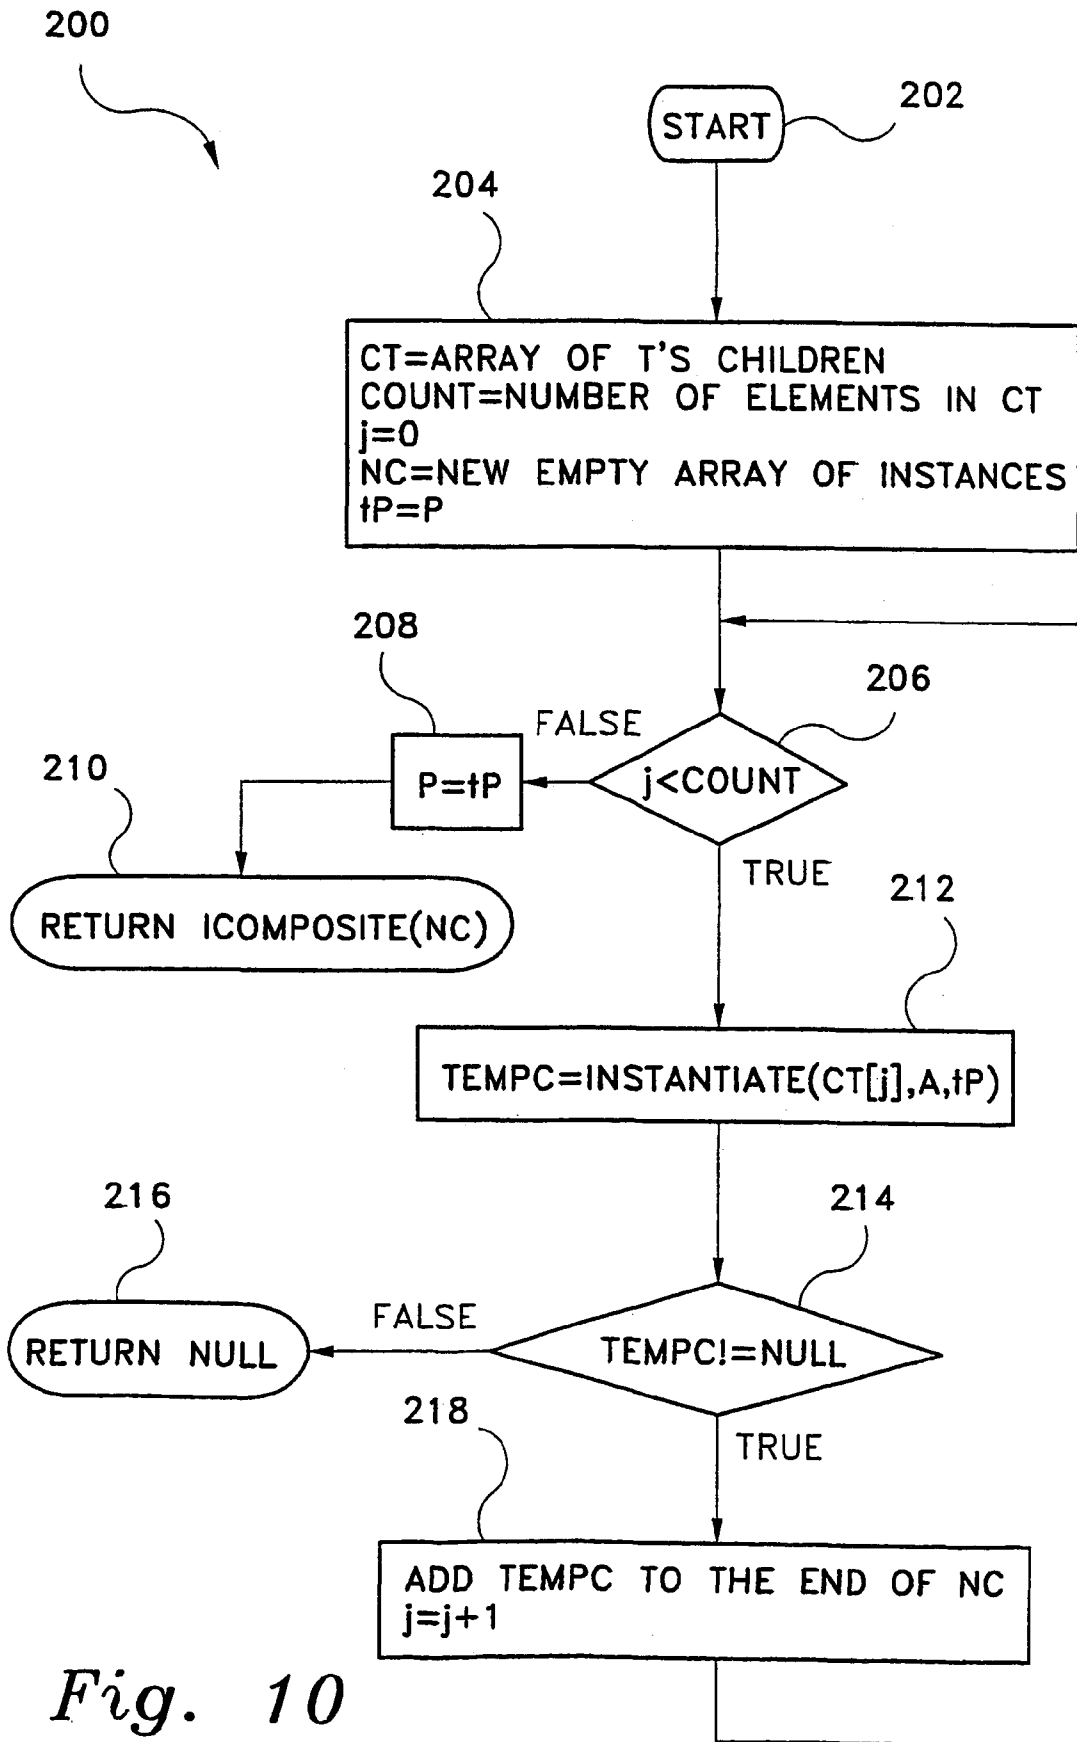 200
202
START
204
CT=ARRAY OF T'S CHILDREN
COUNT=NUMBER OF ELEMENTS IN CT
j=0
NC=NEW EMPTY ARRAY OF INSTANCES
tP=P
208
206
FALSE
210
P=tP
j<COUNT
TRUE
212
RETURN ICOMPOSITE(NC)
TEMPC=INSTANTIATE(CT[j],A,tP)
216
214
FALSE
RETURN NULL
TEMPC!=NULL
218
TRUE
ADD TEMPC TO THE END OF NC
j=j+1
Fig. 10